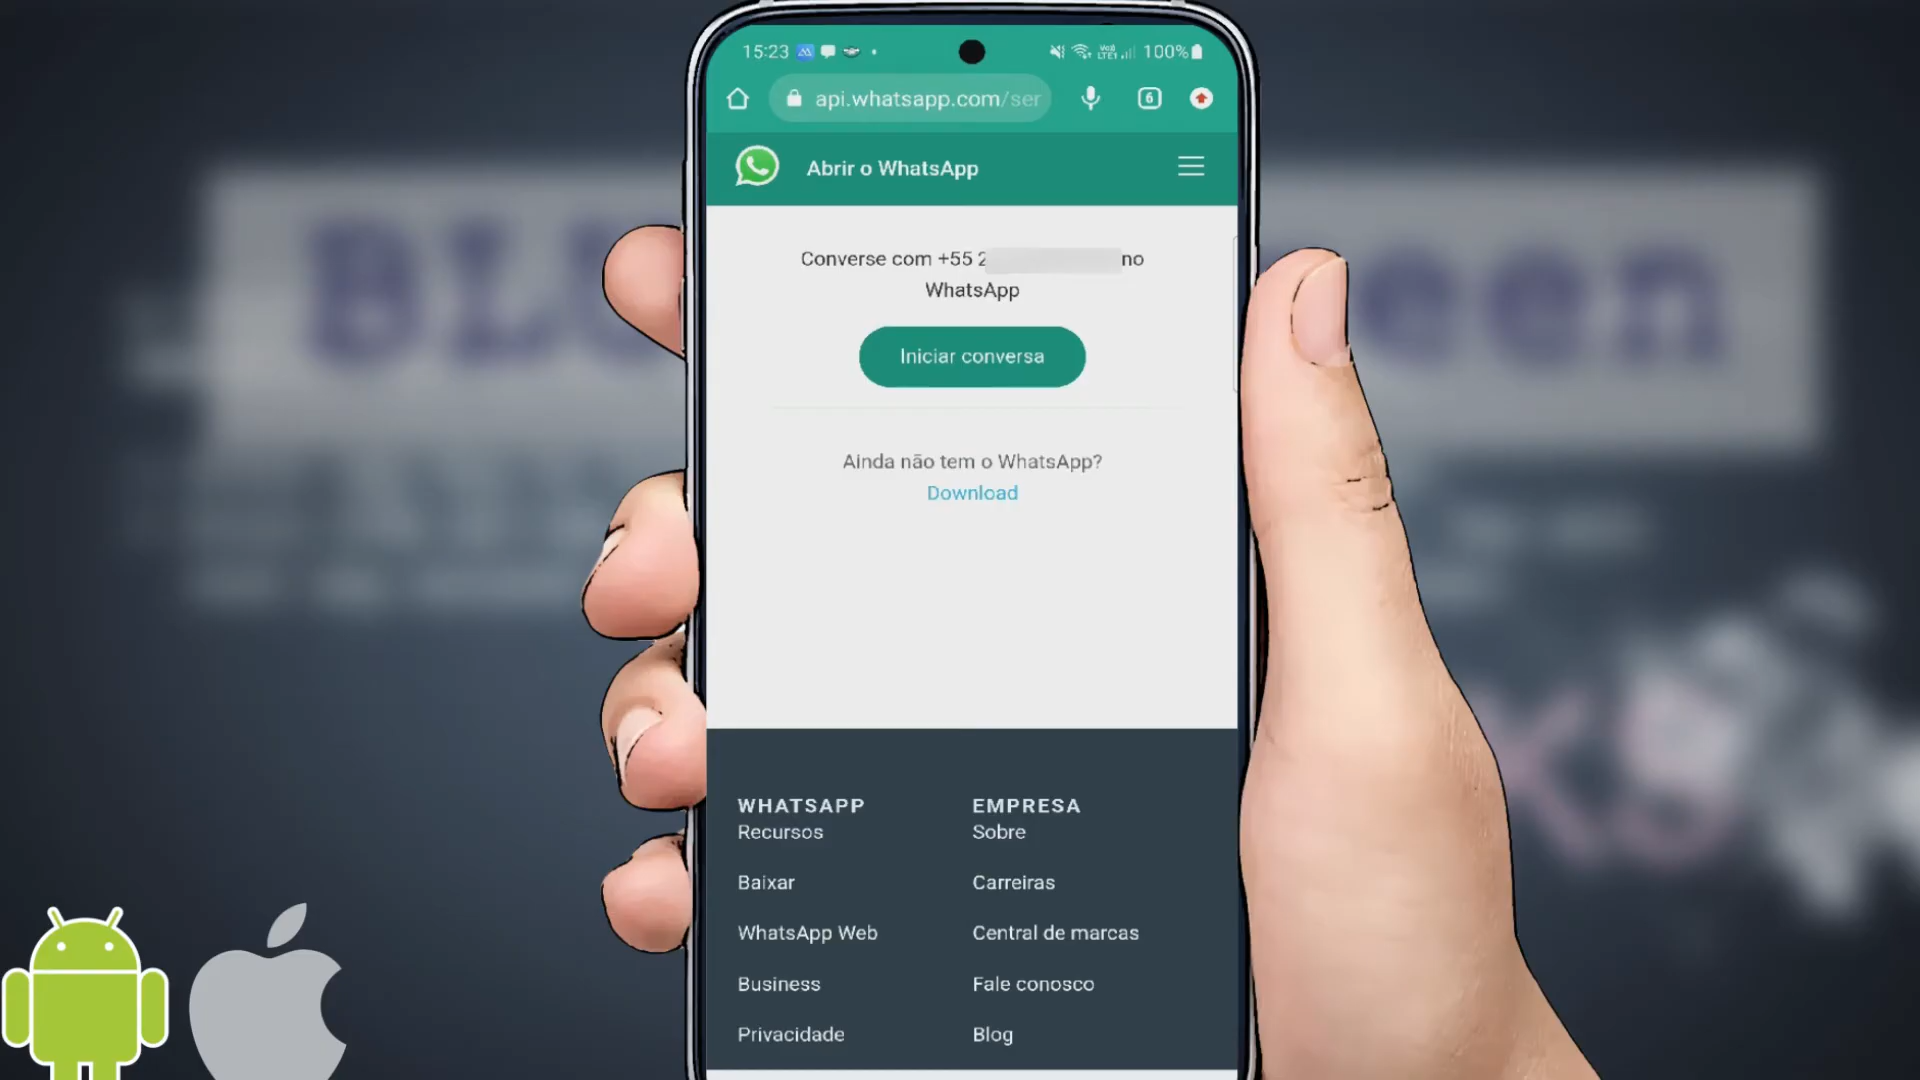 15:23
100%
api.whatsapp.com/ser
6
Abrir o WhatsApp
Converse com +55 2 no
WhatsApp
Iniciar conversa
Ainda não tem o WhatsApp?
Download
WHATSAPP
EMPRESA
Recursos
Sobre
Baixar
Carreiras
WhatsApp Web
Central de marcas
Business
Fale conosco
Privacidade
Blog